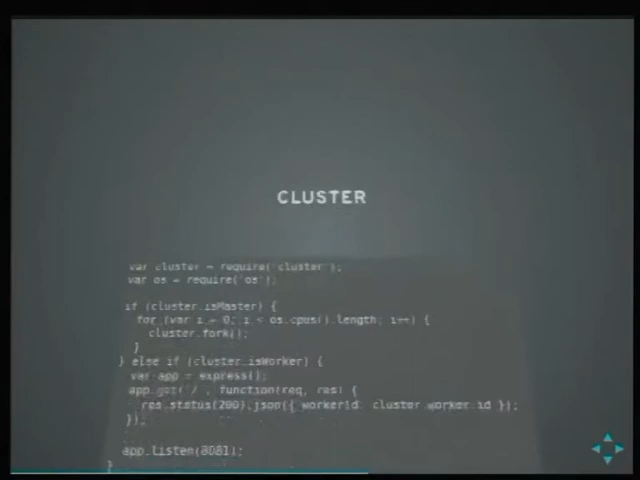 CLUSTER
var cluster = require('cluster');
var os = require('os');
if (cluster.isMaster) {
for (var i = 0; i < os.cpus().length; i++) {
cluster.fork();
}
} else if (cluster.isWorker) {
var app = express();
app.get('/', function(req, res) {
res.status(200).json({ workerId: cluster.worker.id });
});
app.listen(8081);
}